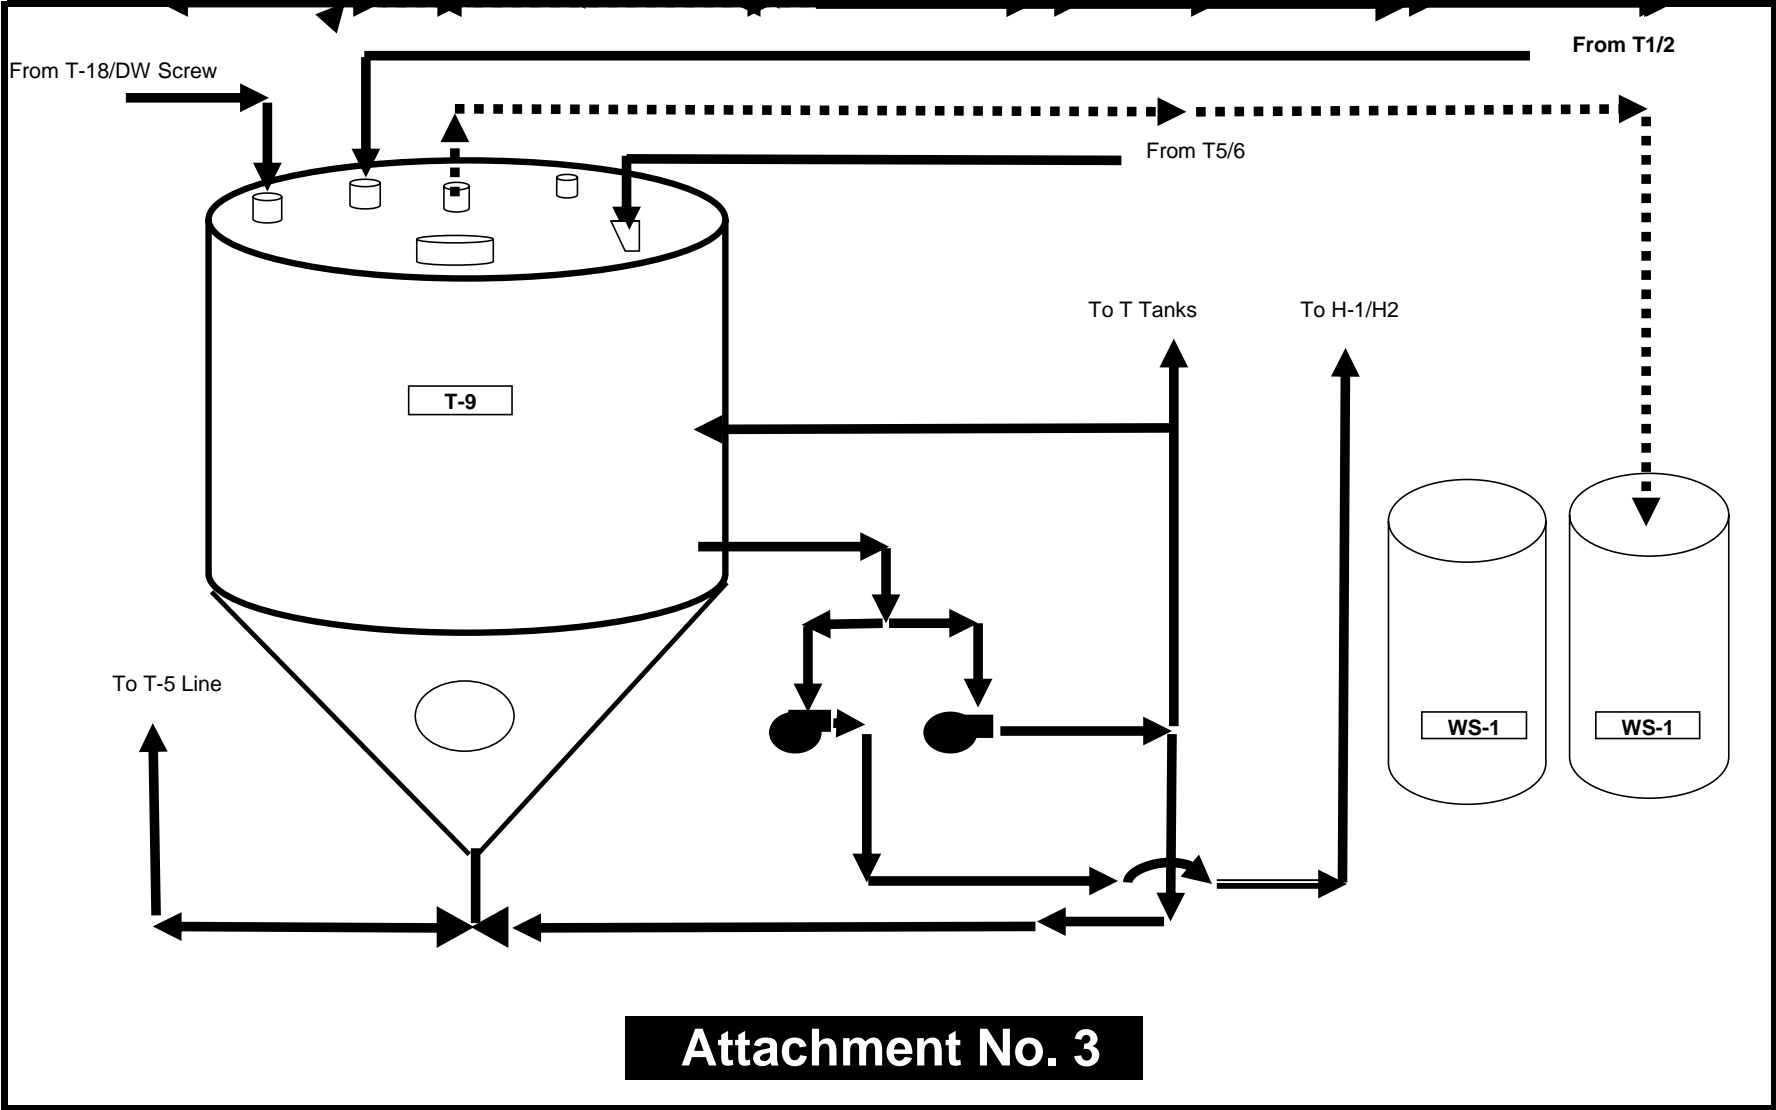 From T1/2
From T-18/DW Screw
From T5/6
To T Tanks
To H-1/H2
T-9
To T-5 Line
WS-1
WS-1
Attachment No. 3